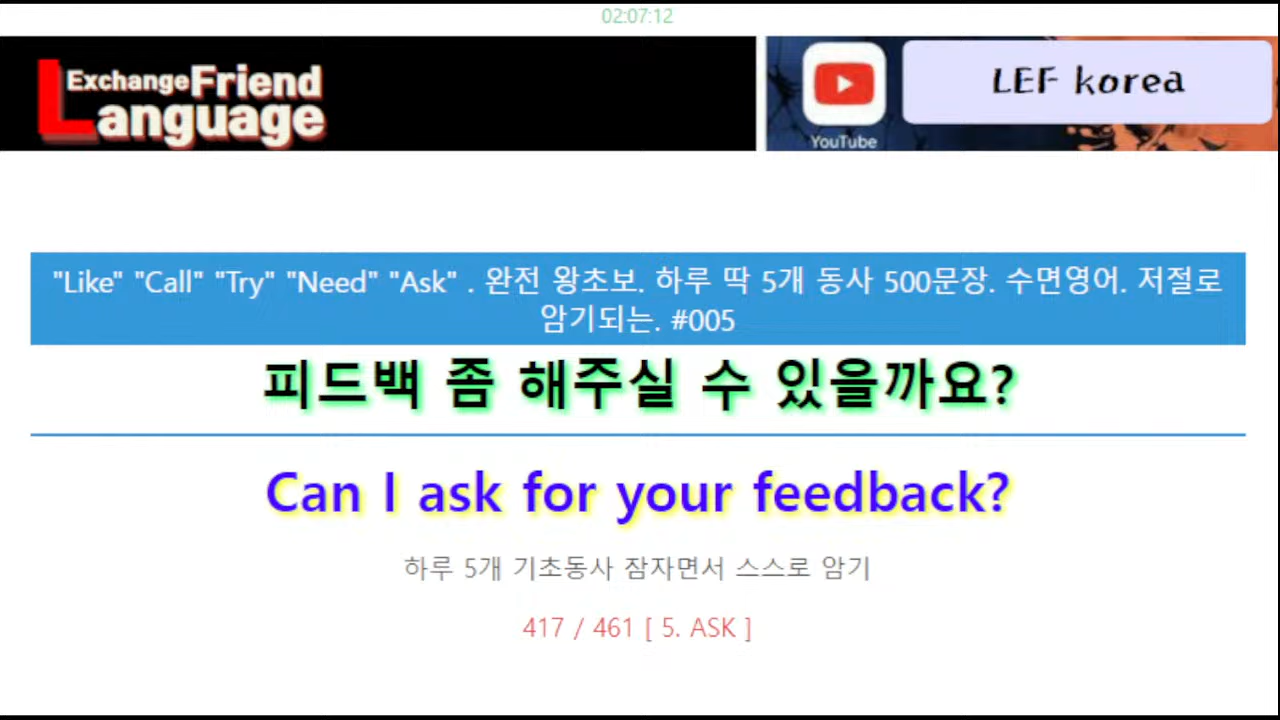 02:07:12
ExchangeFriend
Language
LEF korea
YouTube
"Like" "Call" "Try" "Need" "Ask" . 완전 왕초보. 하루 딱 5개 동사 500문장. 수면영어. 저절로
암기되는. #005
피드백 좀 해주실 수 있을까요?
Can I ask for your feedback?
하루 5개 기초동사 잠자면서 스스로 암기
417 / 461 [ 5. ASK ]